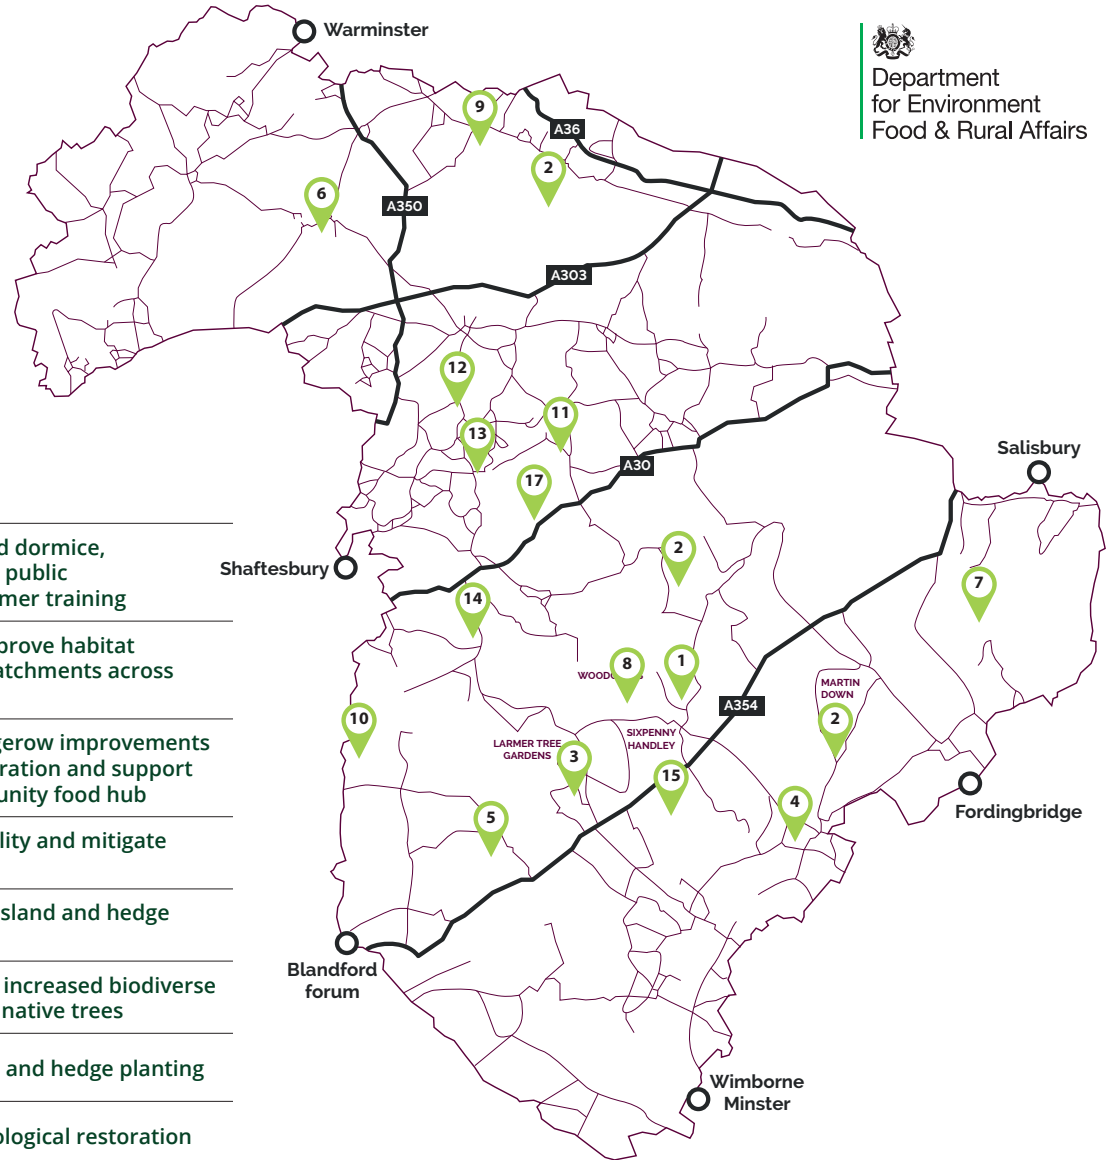 Warminster
Department
for Environment
Food & Rural Affairs
9
A36
2
6
A350
A303
12
11
13
A30
Salisbury
17
d dormice,
public
mer training
Shaftesbury
2
7
14
prove habitat
atchments across
8
1
MARTIN
DOWN
A354
10
2
gerow improvements
ration and support
unity food hub
LARMER TREE
GARDENS
SIXPENNY
HANDLEY
3
15
4
Fordingbridge
5
lity and mitigate
sland and hedge
Blandford
forum
increased biodiverse
native trees
and hedge planting
Wimborne
Minster
ological restoration